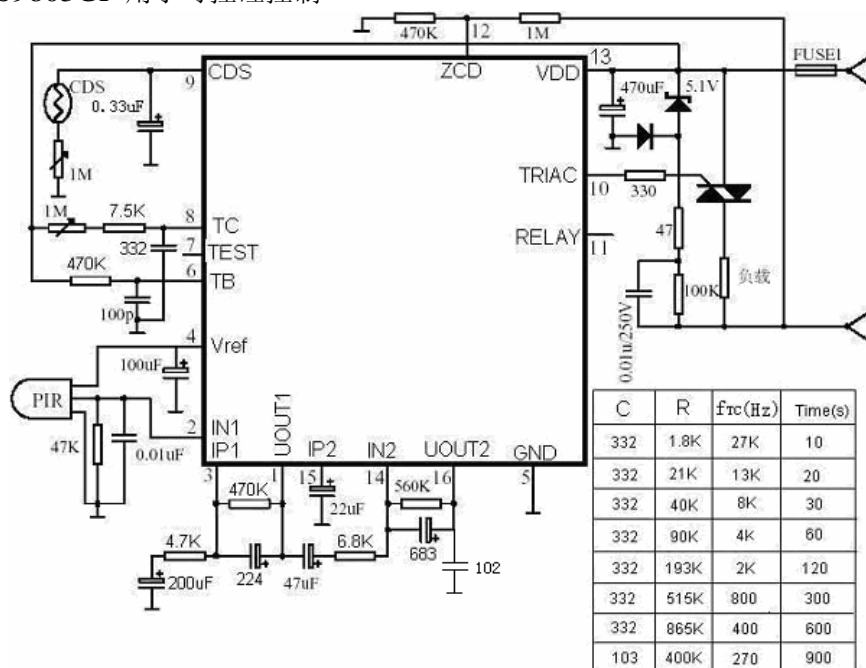 470K
12
1M
13
FUSE1
9
CDS
ZCD
VDD
5.1V
470uF
CDS
0.33uF
1M
TRIAC
10
330
1M
7.5K
8
TC
332
7
TEST
RELAY
11
47
470K
6
TB
100p
100K
负载
0.01u/250V
4
Vref
100uF
PIR
2
IN1
IP1
UOUT1
IP2
IN2
UOUT2
GND
47K
0.01uF
3
1
15
14
16
5
470K
22uF
560K
4.7K
6.8K
683
200uF
224
47uF
102
C R fTC(Hz) Time(s)
332 1.8K 27K 10
332 21K 13K 20
332 40K 8K 30
332 90K 4K 60
332 193K 2K 120
332 515K 800 300
332 865K 400 600
103 400K 270 900